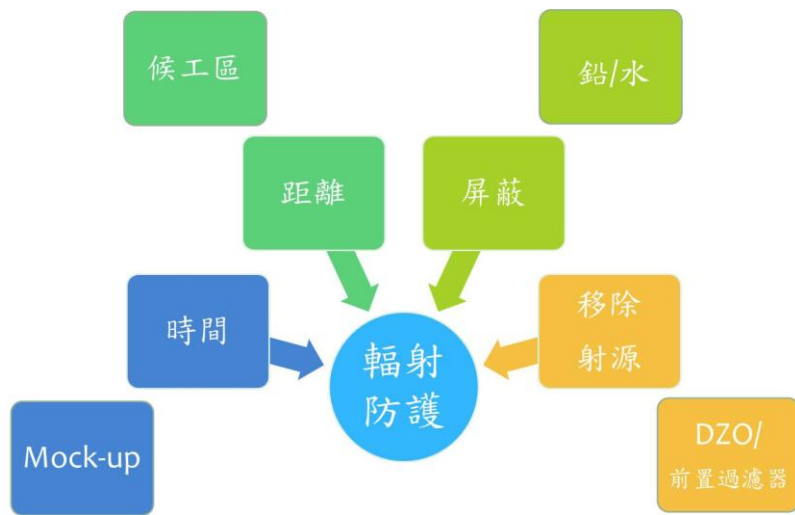 候工區
鉛/水
距離
屏蔽
時間
移除
射源
輻射
防護
Mock-up
DZO/
前置過濾器